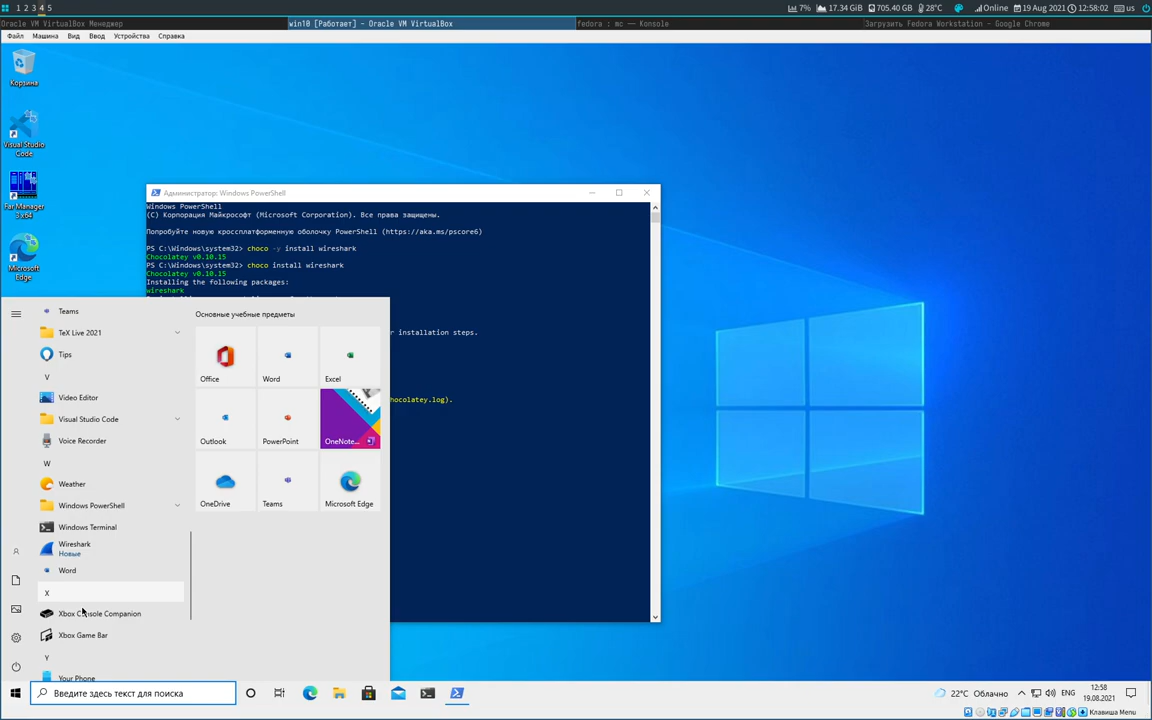 1 2 3 4 5
7%
17.34 GiB
705.40 GB
28°C
Online
19 Aug 2021
12:58:02
us
Oracle VM VirtualBox Менеджер
win10 [Работает] - Oracle VM VirtualBox
fedora : mc — Konsole
Загрузить Fedora Workstation - Google Chrome
Файл Машина Вид Ввод Устройства Справка
Корзина
Visual Studio
Code
Far Manager
3 x64
Microsoft
Edge
Администратор: Windows PowerShell
Windows PowerShell
(C) Корпорация Майкрософт (Microsoft Corporation). Все права защищены.
Попробуйте новую кроссплатформенную оболочку PowerShell (https://aka.ms/pscore6)
PS C:\Windows\system32> choco -y install wireshark
Chocolatey v0.10.15
PS C:\Windows\system32> choco install wireshark
Chocolatey v0.10.15
Installing the following packages:
wireshark
r installation steps.
hocolatey.log).
Teams
TeX Live 2021
Tips
V
Video Editor
Visual Studio Code
Voice Recorder
W
Weather
Windows PowerShell
Windows Terminal
Wireshark
Новые
Word
X
Xbox Console Companion
Xbox Game Bar
Y
Your Phone
Основные учебные предметы
Office
Word
Excel
Outlook
PowerPoint
OneNote...
OneDrive
Teams
Microsoft Edge
Введите здесь текст для поиска
22°C Облачно
ENG
12:58
19.08.2021
Клавиша Menu